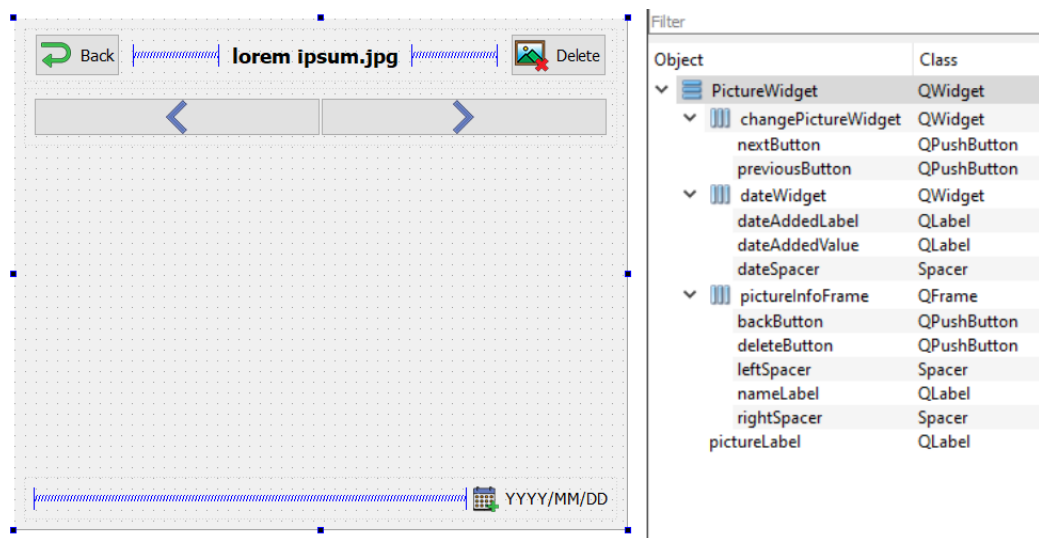 Back lorem ipsum.jpg Delete
YYYY/MM/DD
Filter
Object Class
PictureWidget QWidget
changePictureWidget QWidget
nextButton QPushButton
previousButton QPushButton
dateWidget QWidget
dateAddedLabel QLabel
dateAddedValue QLabel
dateSpacer Spacer
pictureInfoFrame QFrame
backButton QPushButton
deleteButton QPushButton
leftSpacer Spacer
nameLabel QLabel
rightSpacer Spacer
pictureLabel QLabel